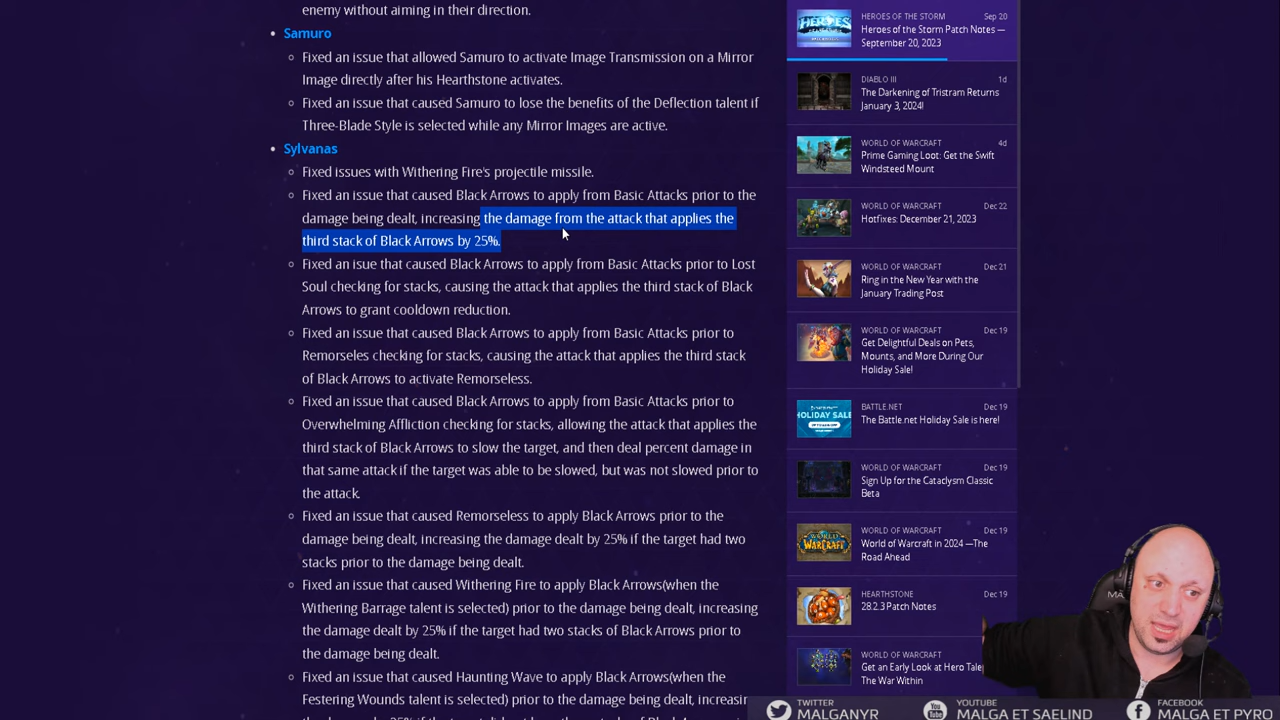 enemy without aiming in their direction.
Samuro
Fixed an issue that allowed Samuro to activate Image Transmission on a Mirror
Image directly after his Hearthstone activates.
Fixed an issue that caused Samuro to lose the benefits of the Deflection talent if
Three-Blade Style is selected while any Mirror Images are active.
Sylvanas
Fixed issues with Withering Fire's projectile missile.
Fixed an issue that caused Black Arrows to apply from Basic Attacks prior to the
damage being dealt, increasing the damage from the attack that applies the
third stack of Black Arrows by 25%.
Fixed an isue that caused Black Arrows to apply from Basic Attacks prior to Lost
Soul checking for stacks, causing the attack that applies the third stack of Black
Arrows to grant cooldown reduction.
Fixed an issue that caused Black Arrows to apply from Basic Attacks prior to
Remorseles checking for stacks, causing the attack that applies the third stack
of Black Arrows to activate Remorseless.
Fixed an issue that caused Black Arrows to apply from Basic Attacks prior to
Overwhelming Affliction checking for stacks, allowing the attack that applies the
third stack of Black Arrows to slow the target, and then deal percent damage in
that same attack if the target was able to be slowed, but was not slowed prior to
the attack.
Fixed an issue that caused Remorseless to apply Black Arrows prior to the
damage being dealt, increasing the damage dealt by 25% if the target had two
stacks prior to the damage being dealt.
Fixed an issue that caused Withering Fire to apply Black Arrows(when the
Withering Barrage talent is selected) prior to the damage being dealt, increasing
the damage dealt by 25% if the target had two stacks of Black Arrows prior to
the damage being dealt.
Fixed an issue that caused Haunting Wave to apply Black Arrows(when the
Festering Wounds talent is selected) prior to the damage being dealt, increasing
HEROES OF THE STORM Sep 20
Heroes of the Storm Patch Notes —
September 20, 2023
DIABLO III 1d
The Darkening of Tristram Returns
January 3, 2024!
WORLD OF WARCRAFT 4d
Prime Gaming Loot: Get the Swift
Windsteed Mount
WORLD OF WARCRAFT Dec 22
Hotfixes: December 21, 2023
WORLD OF WARCRAFT Dec 21
Ring in the New Year with the
January Trading Post
WORLD OF WARCRAFT Dec 19
Get Delightful Deals on Pets,
Mounts, and More During Our
Holiday Sale!
BATTLE.NET Dec 19
The Battle.net Holiday Sale is here!
HOLIDAY SALE
WORLD OF WARCRAFT Dec 19
Sign Up for the Cataclysm Classic
Beta
WORLD OF WARCRAFT Dec 19
World of Warcraft in 2024 —The
Road Ahead
HEARTHSTONE Dec 19
28.2.3 Patch Notes
WORLD OF WARCRAFT
Get an Early Look at Hero Tale
The War Within
TWITTER
MALGANYR
YOUTUBE
MALGA ET SAELIND
FACEBOOK
MALGA ET PYRO